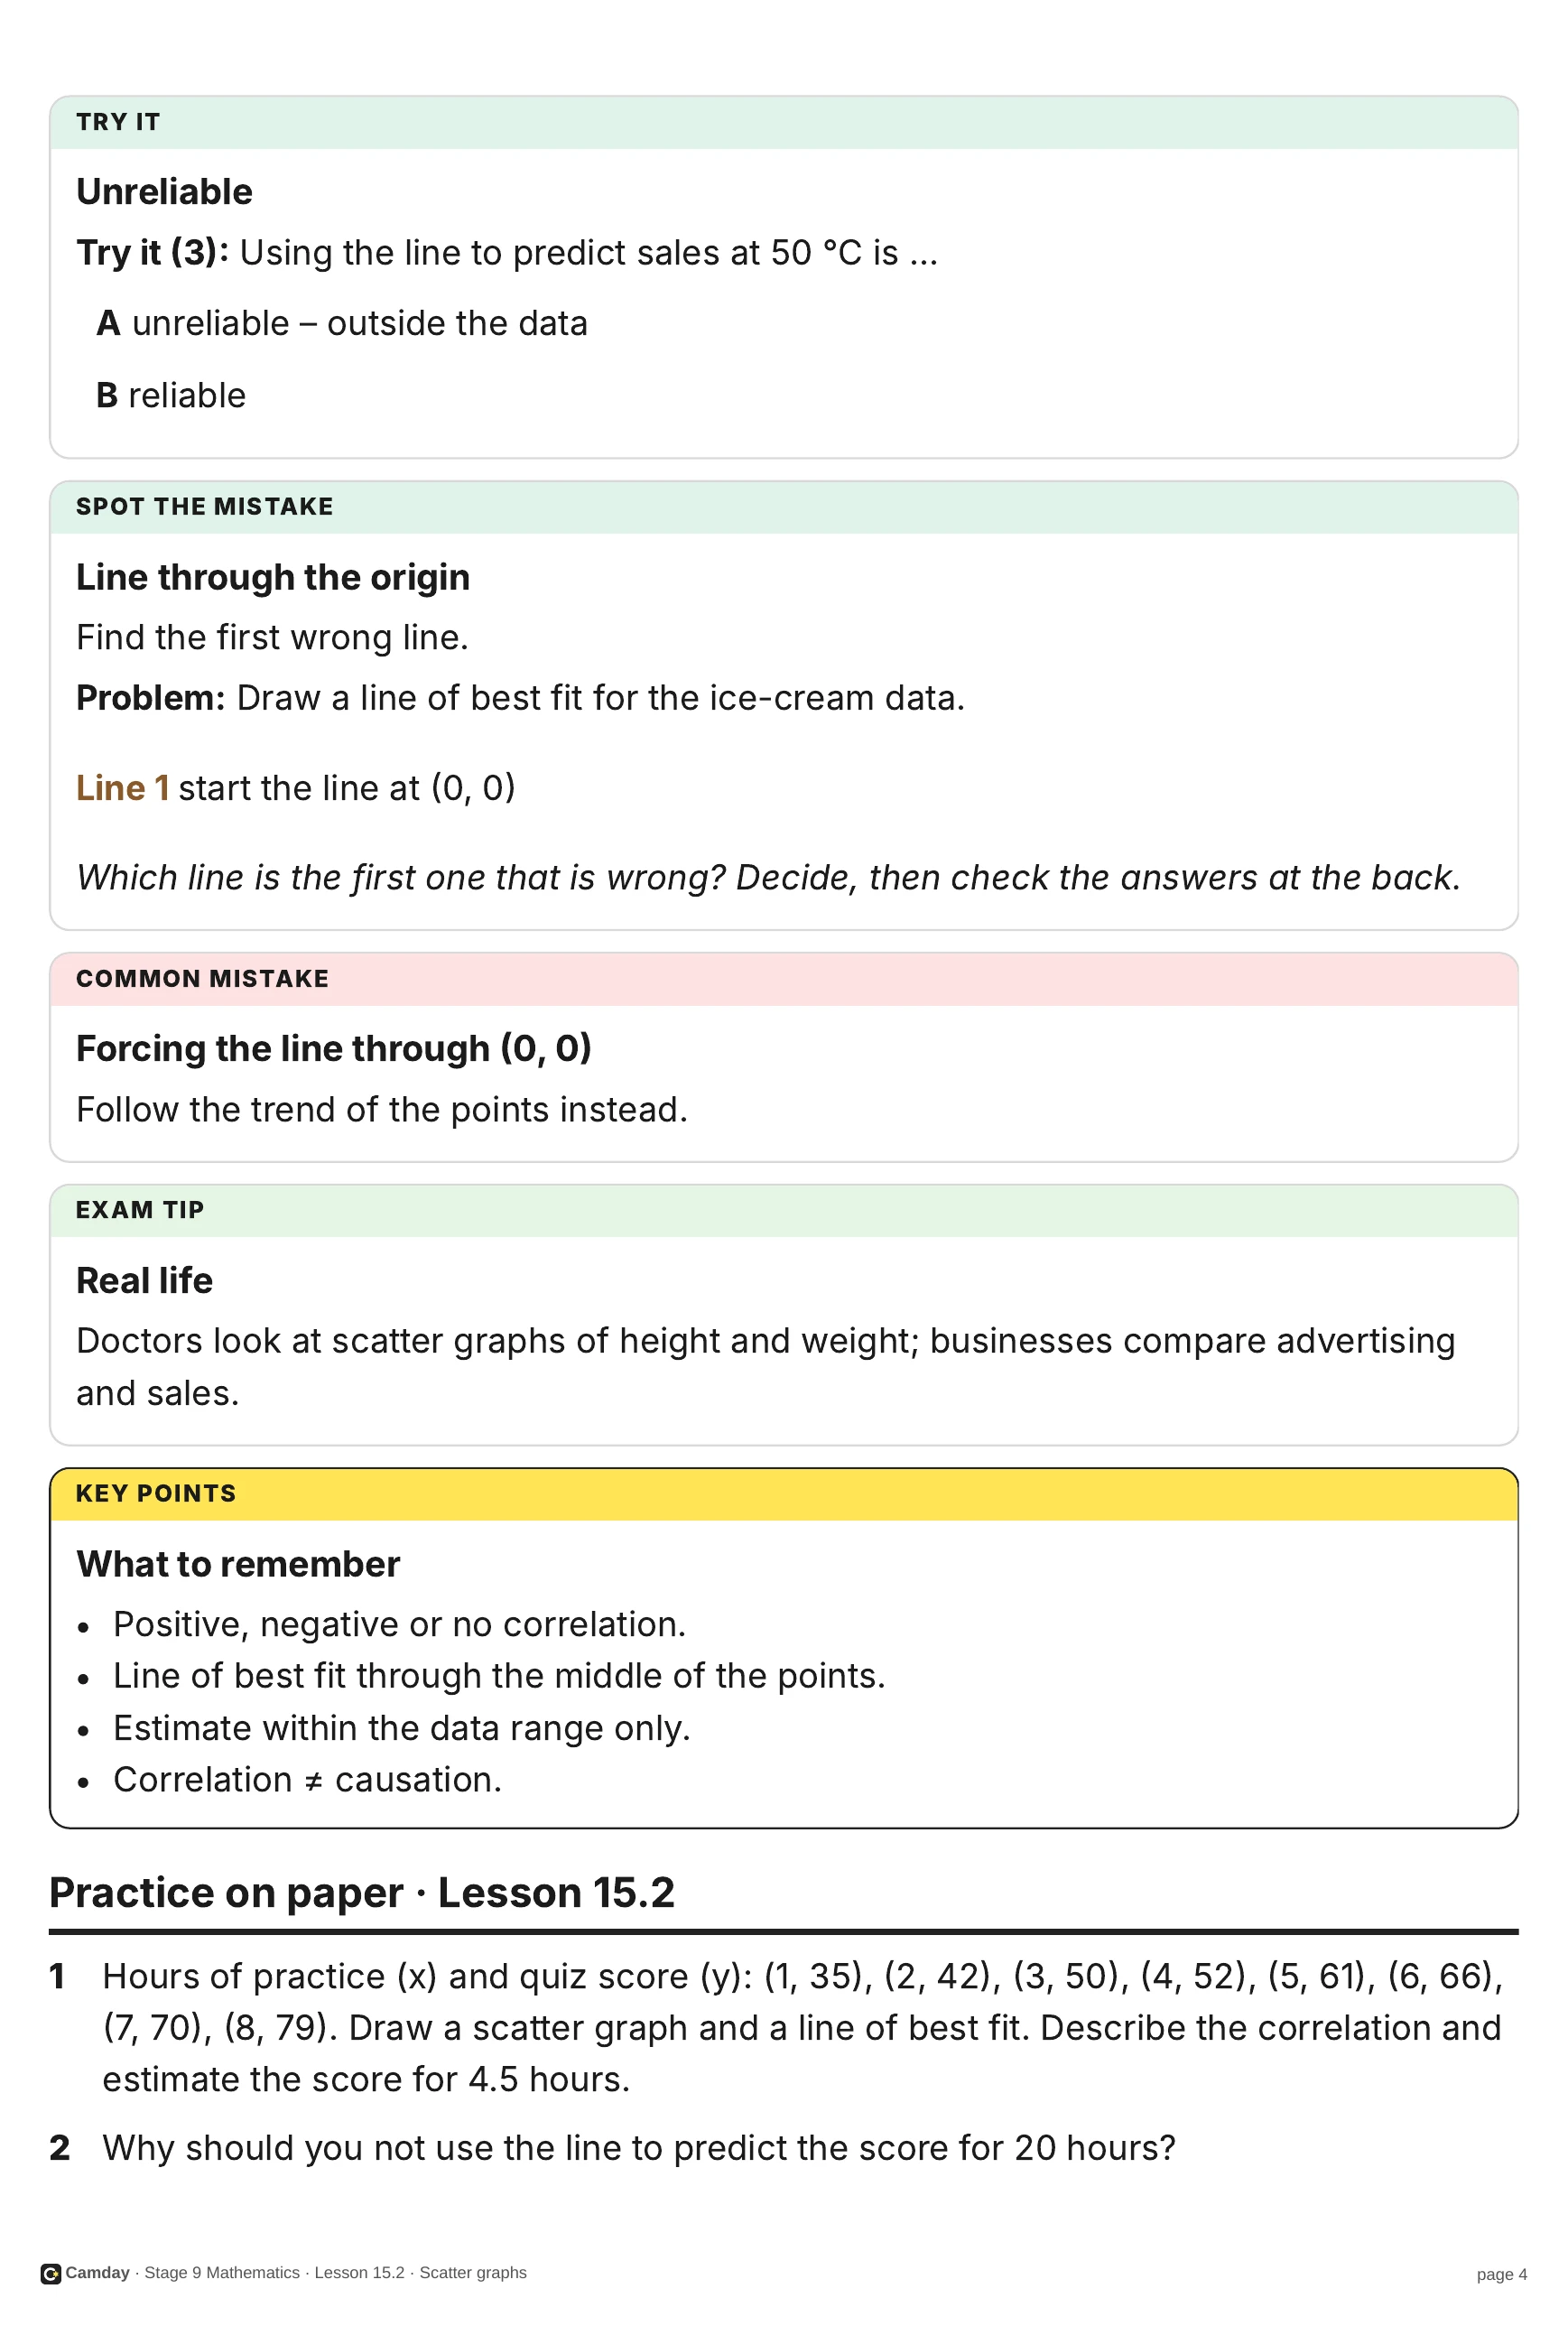 TRY IT
Unreliable
Try it (3): Using the line to predict sales at 50 °C is ...
A unreliable – outside the data
B reliable
SPOT THE MISTAKE
Line through the origin
Find the first wrong line.
Problem: Draw a line of best fit for the ice-cream data.
Line 1 start the line at (0, 0)
Which line is the first one that is wrong? Decide, then check the answers at the back.
COMMON MISTAKE
Forcing the line through (0, 0)
Follow the trend of the points instead.
EXAM TIP
Real life
Doctors look at scatter graphs of height and weight; businesses compare advertising
and sales.
KEY POINTS
What to remember
• Positive, negative or no correlation.
• Line of best fit through the middle of the points.
• Estimate within the data range only.
• Correlation ≠ causation.
Practice on paper · Lesson 15.2
1 Hours of practice (x) and quiz score (y): (1, 35), (2, 42), (3, 50), (4, 52), (5, 61), (6, 66),
(7, 70), (8, 79). Draw a scatter graph and a line of best fit. Describe the correlation and
estimate the score for 4.5 hours.
2 Why should you not use the line to predict the score for 20 hours?
Camday · Stage 9 Mathematics · Lesson 15.2 · Scatter graphs
page 4